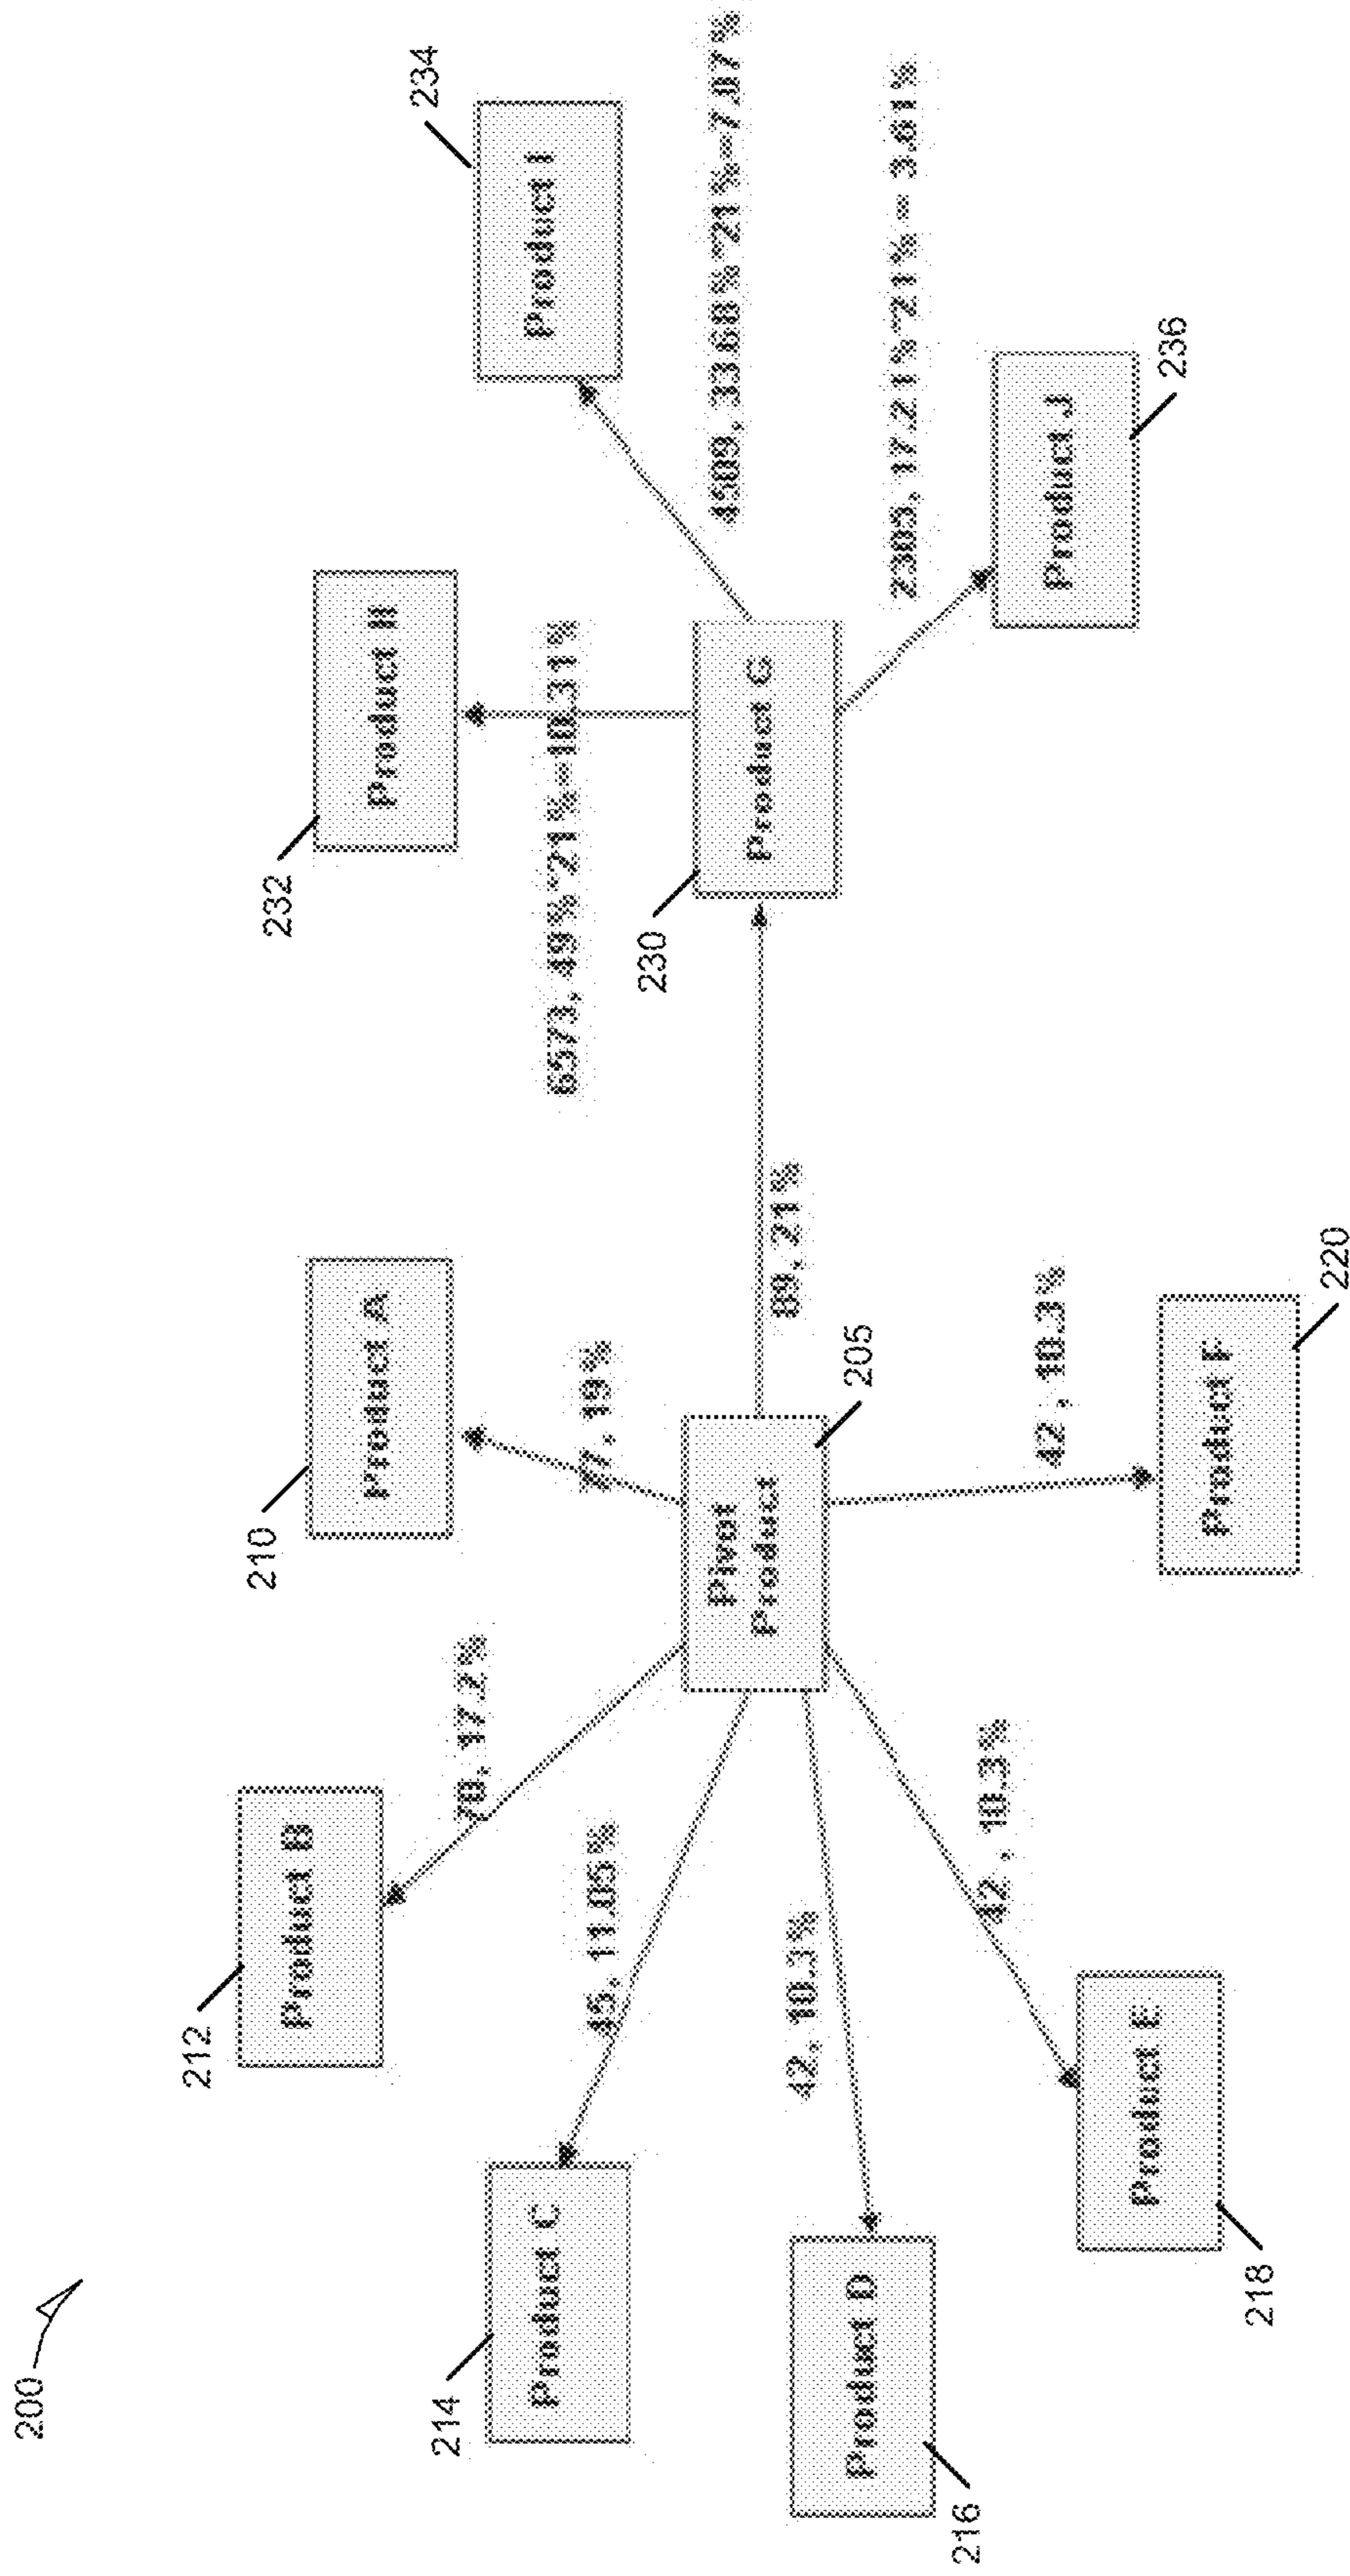 200
212
210
232
234
Product B
Product A
Product H
Product I
214
70, 17.2%
77, 19%
6573, 49%*21%=10.31%
Product C
45, 11.05%
230
4509, 33.68%*21%=7.07%
Pivot
Product
Product G
89, 21%
216
Product D
42, 10.3%
205
2303, 17.21%*21% = 3.61%
Product E
42, 10.3%
42, 10.3%
Product J
218
Product F
236
220